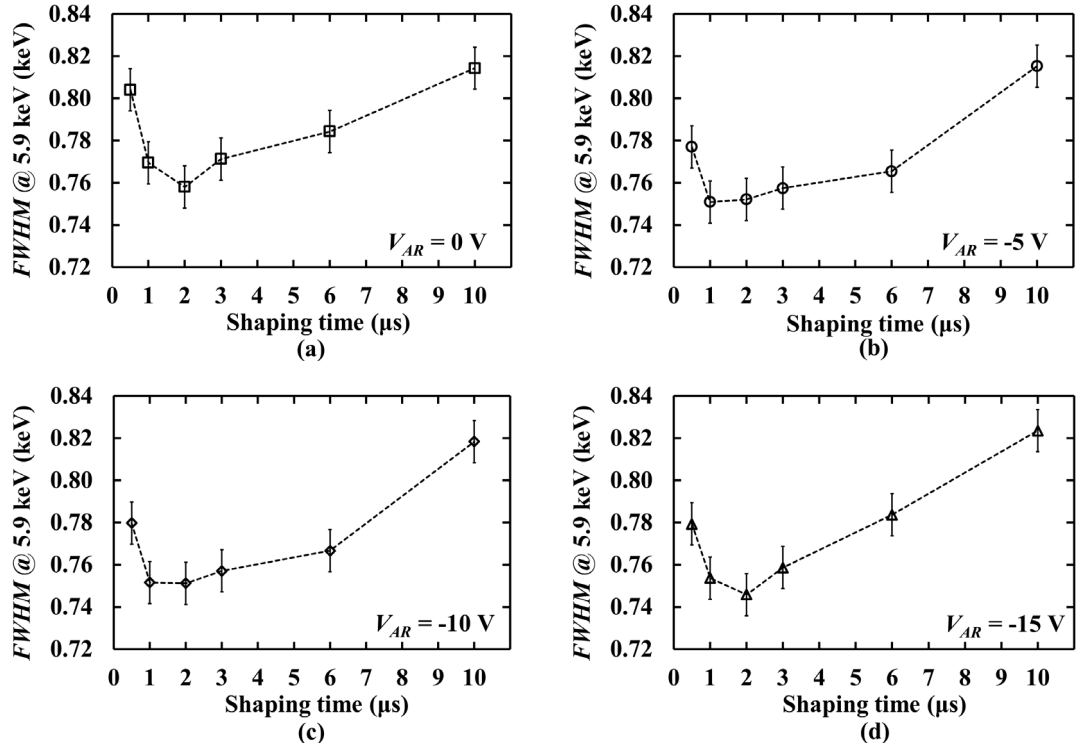 0.84
0.82
0.80
0.78
0.76
0.74
0.72
FWHM @ 5.9 keV (keV)
V_AR = 0 V
0 1 2 3 4 5 6 7 8 9 10
Shaping time (μs)
(a)
0.84
0.82
0.80
0.78
0.76
0.74
0.72
FWHM @ 5.9 keV (keV)
V_AR = -5 V
0 1 2 3 4 5 6 7 8 9 10
Shaping time (μs)
(b)
0.84
0.82
0.80
0.78
0.76
0.74
0.72
FWHM @ 5.9 keV (keV)
V_AR = -10 V
0 1 2 3 4 5 6 7 8 9 10
Shaping time (μs)
(c)
0.84
0.82
0.80
0.78
0.76
0.74
0.72
FWHM @ 5.9 keV (keV)
V_AR = -15 V
0 1 2 3 4 5 6 7 8 9 10
Shaping time (μs)
(d)